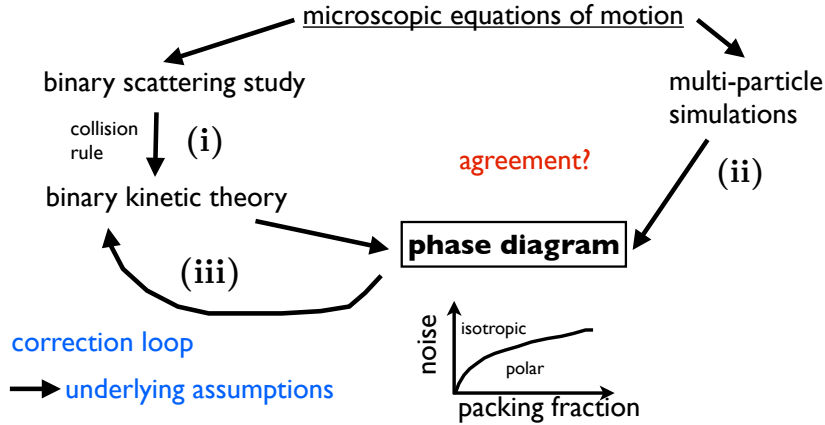 microscopic equations of motion
binary scattering study
multi-particle
simulations
collision
rule
(i)
agreement?
(ii)
binary kinetic theory
phase diagram
(iii)
correction loop
underlying assumptions
noise
isotropic
polar
packing fraction